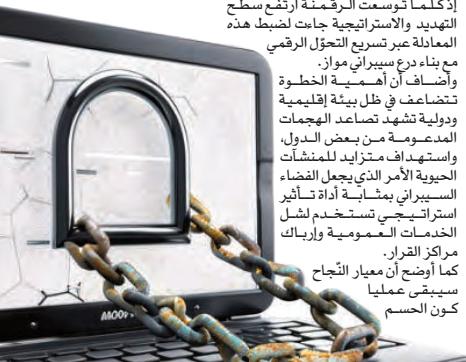 إذ كلما توسعت الرقمنة ارتفع سطح
التهديد والاستراتيجية جاءت لضبط هذه
المعادلة عبر تسريع التحوّل الرقمي
مع بناء درع سيبراني مواز.
وأضاف أن أهمية الخطوة
تتضاعف في ظل بيئة إقليمية
ودولية تشهد تصاعد الهجمات
المدعومة من بعض الدول،
واستهداف متزايد للمنشآت
الحيوية الأمر الذي يجعل الفضاء
السيبراني بمثابة أداة تأثير
استراتيجي تستخدم لشل
الخدمات العمومية وإرباك
مراكز القرار.
كما أوضح أن معيار النّجاح
سيبقى عمليا
كون الحسم